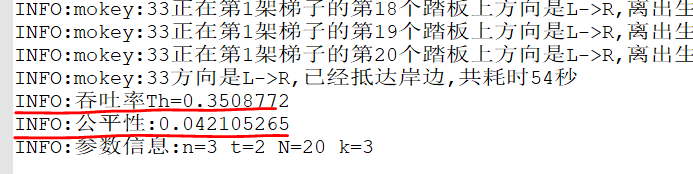 INFO:mokey:33正在第1架梯子的第18个踏板上方向是L->R,离出生
INFO:mokey:33正在第1架梯子的第19个踏板上方向是L->R,离出生
INFO:mokey:33正在第1架梯子的第20个踏板上方向是L->R,离出生
INFO:mokey:33方向是L->R,已经抵达岸边,共耗时54秒
INFO:吞吐率Th=0.3508772
INFO:公平性:0.042105265
INFO:参数信息:n=3 t=2 N=20 k=3